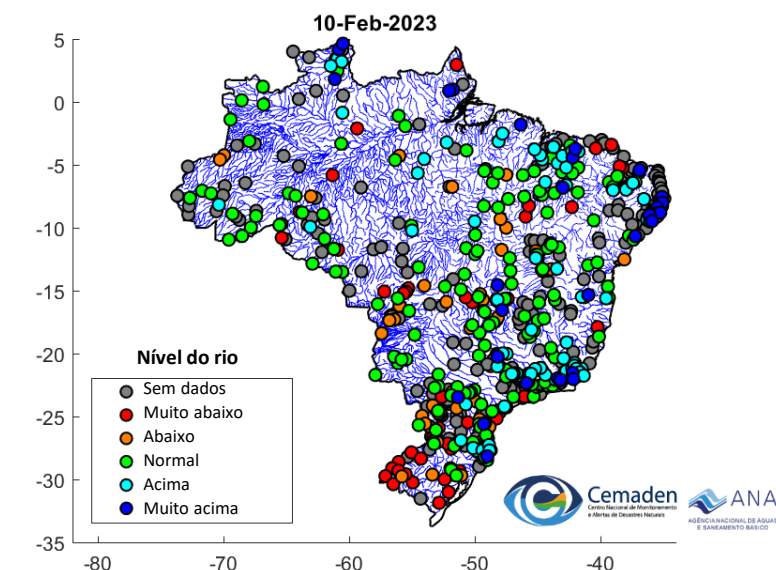 10-Feb-2023
5
0
-5
-10
-15
-20
-25
-30
-35
-80
-70
-60
-50
-40
Nível do rio
Sem dados
Muito abaixo
Abaixo
Normal
Acima
Muito acima
Cemaden
Centro Nacional de Monitoramento
e Alertas de Desastres Naturais
ANA
AGÊNCIA NACIONAL DE ÁGUAS
E SANEAMENTO BÁSICO